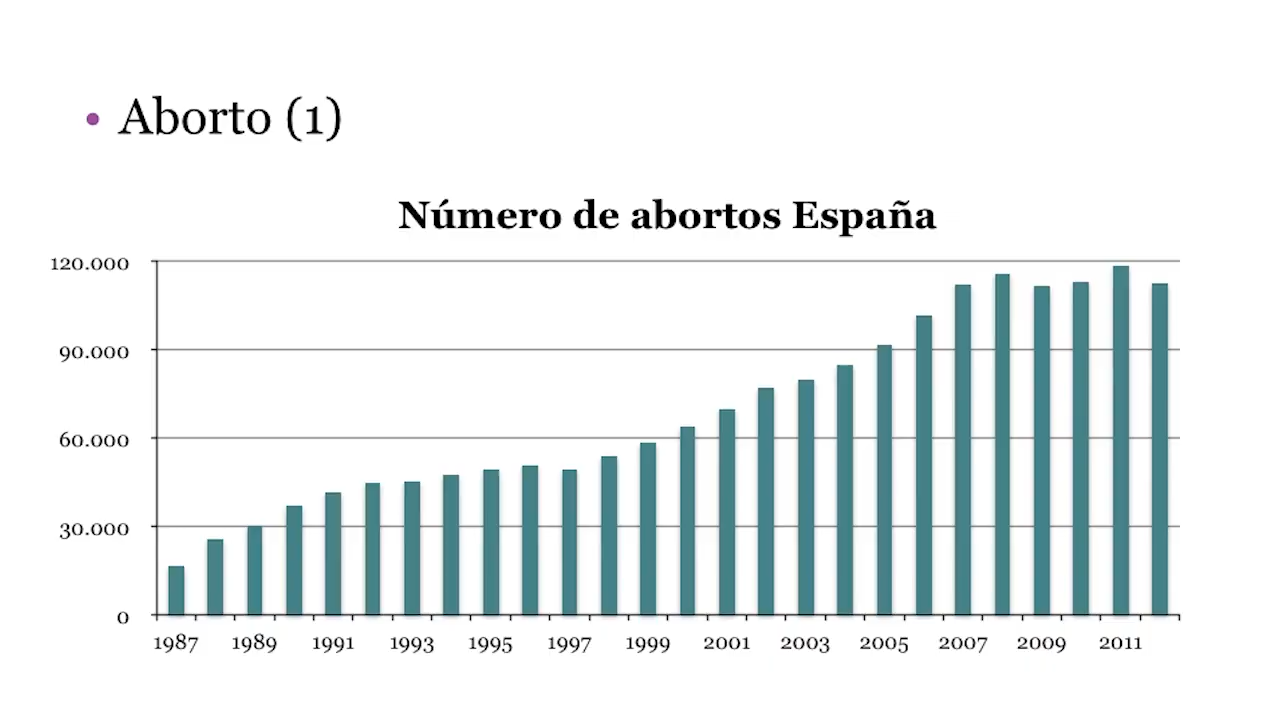 • Aborto (1)
Número de abortos España
120.000
90.000
60.000
30.000
0
1987 1989 1991 1993 1995 1997 1999 2001 2003 2005 2007 2009 2011